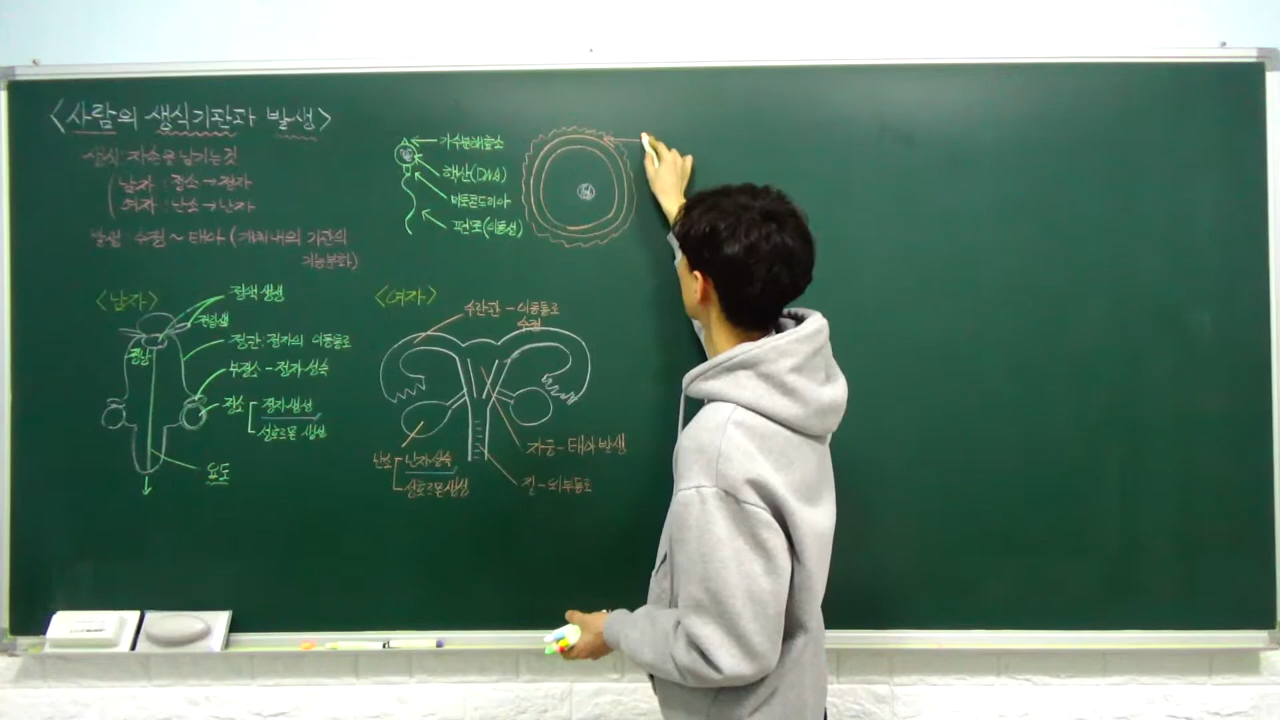 <사람의 생식기관과 발생>
생식: 자손을 남기는 것
남자: 정소→정자
여자: 난소→난자
발생: 수정~태아 (개체 내의 기관의
기능분화)
가수분해효소
핵산(DNA)
미토콘드리아
편모(이동성)
<남자>
정액 생성
전립샘
정낭
정관: 정자의 이동통로
부정소 - 정자 성숙
정소
정자 생성
성호르몬 생성
요도
<여자>
수란관 - 이동통로
수정
난소
난자 성숙
성호르몬 생성
자궁 - 태아 발생
질 - 외부통로